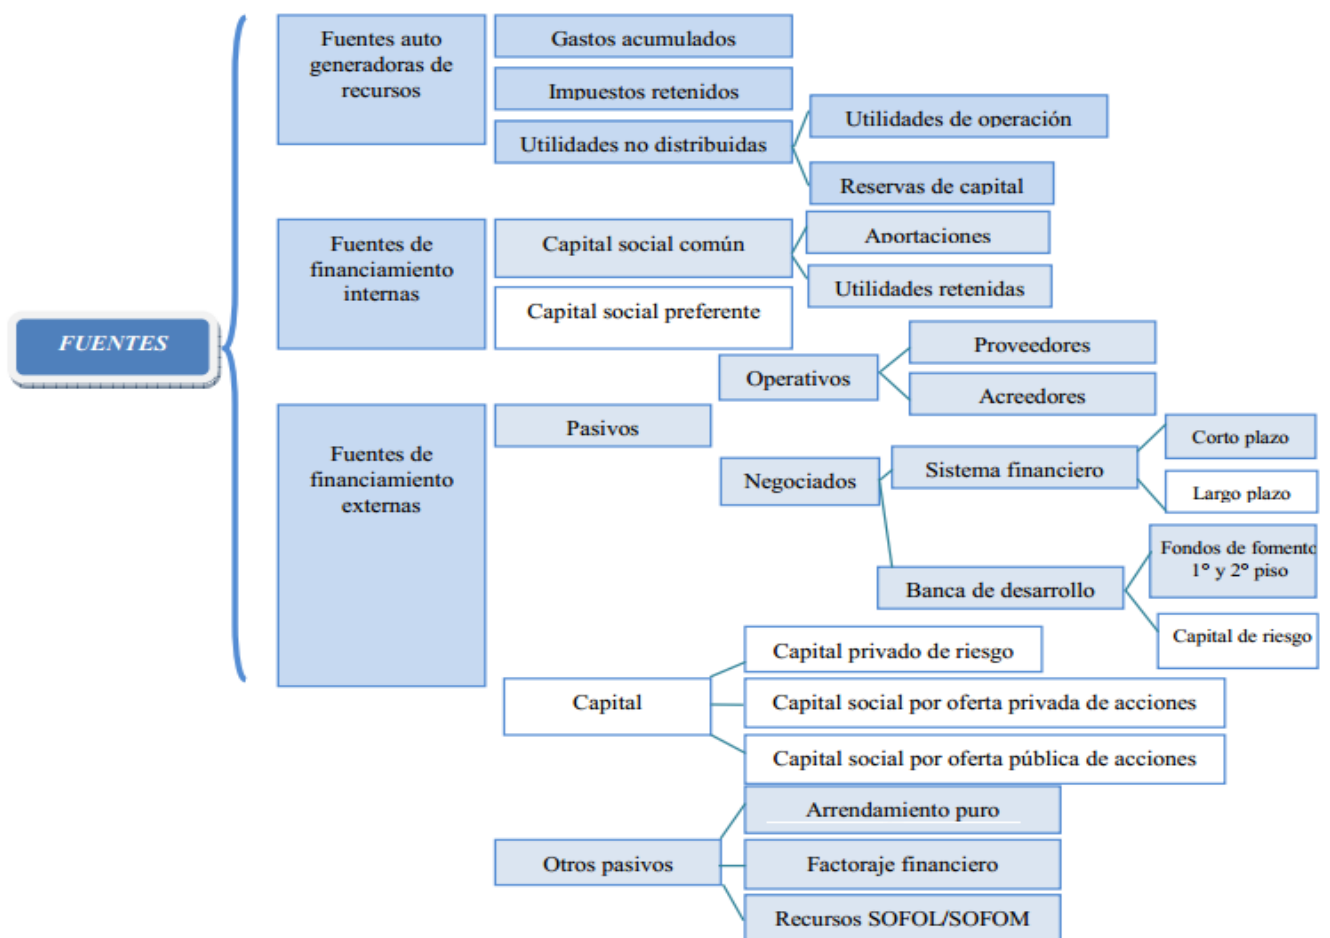 FUENTES
Fuentes auto
generadoras de
recursos
Gastos acumulados
Impuestos retenidos
Utilidades no distribuidas
Utilidades de operación
Reservas de capital
Fuentes de
financiamiento
internas
Capital social común
Aportaciones
Utilidades retenidas
Capital social preferente
Fuentes de
financiamiento
externas
Pasivos
Operativos
Proveedores
Acreedores
Negociados
Sistema financiero
Corto plazo
Largo plazo
Banca de desarrollo
Fondos de fomento
1° y 2° piso
Capital de riesgo
Capital
Capital privado de riesgo
Capital social por oferta privada de acciones
Capital social por oferta pública de acciones
Otros pasivos
Arrendamiento puro
Factoraje financiero
Recursos SOFOL/SOFOM